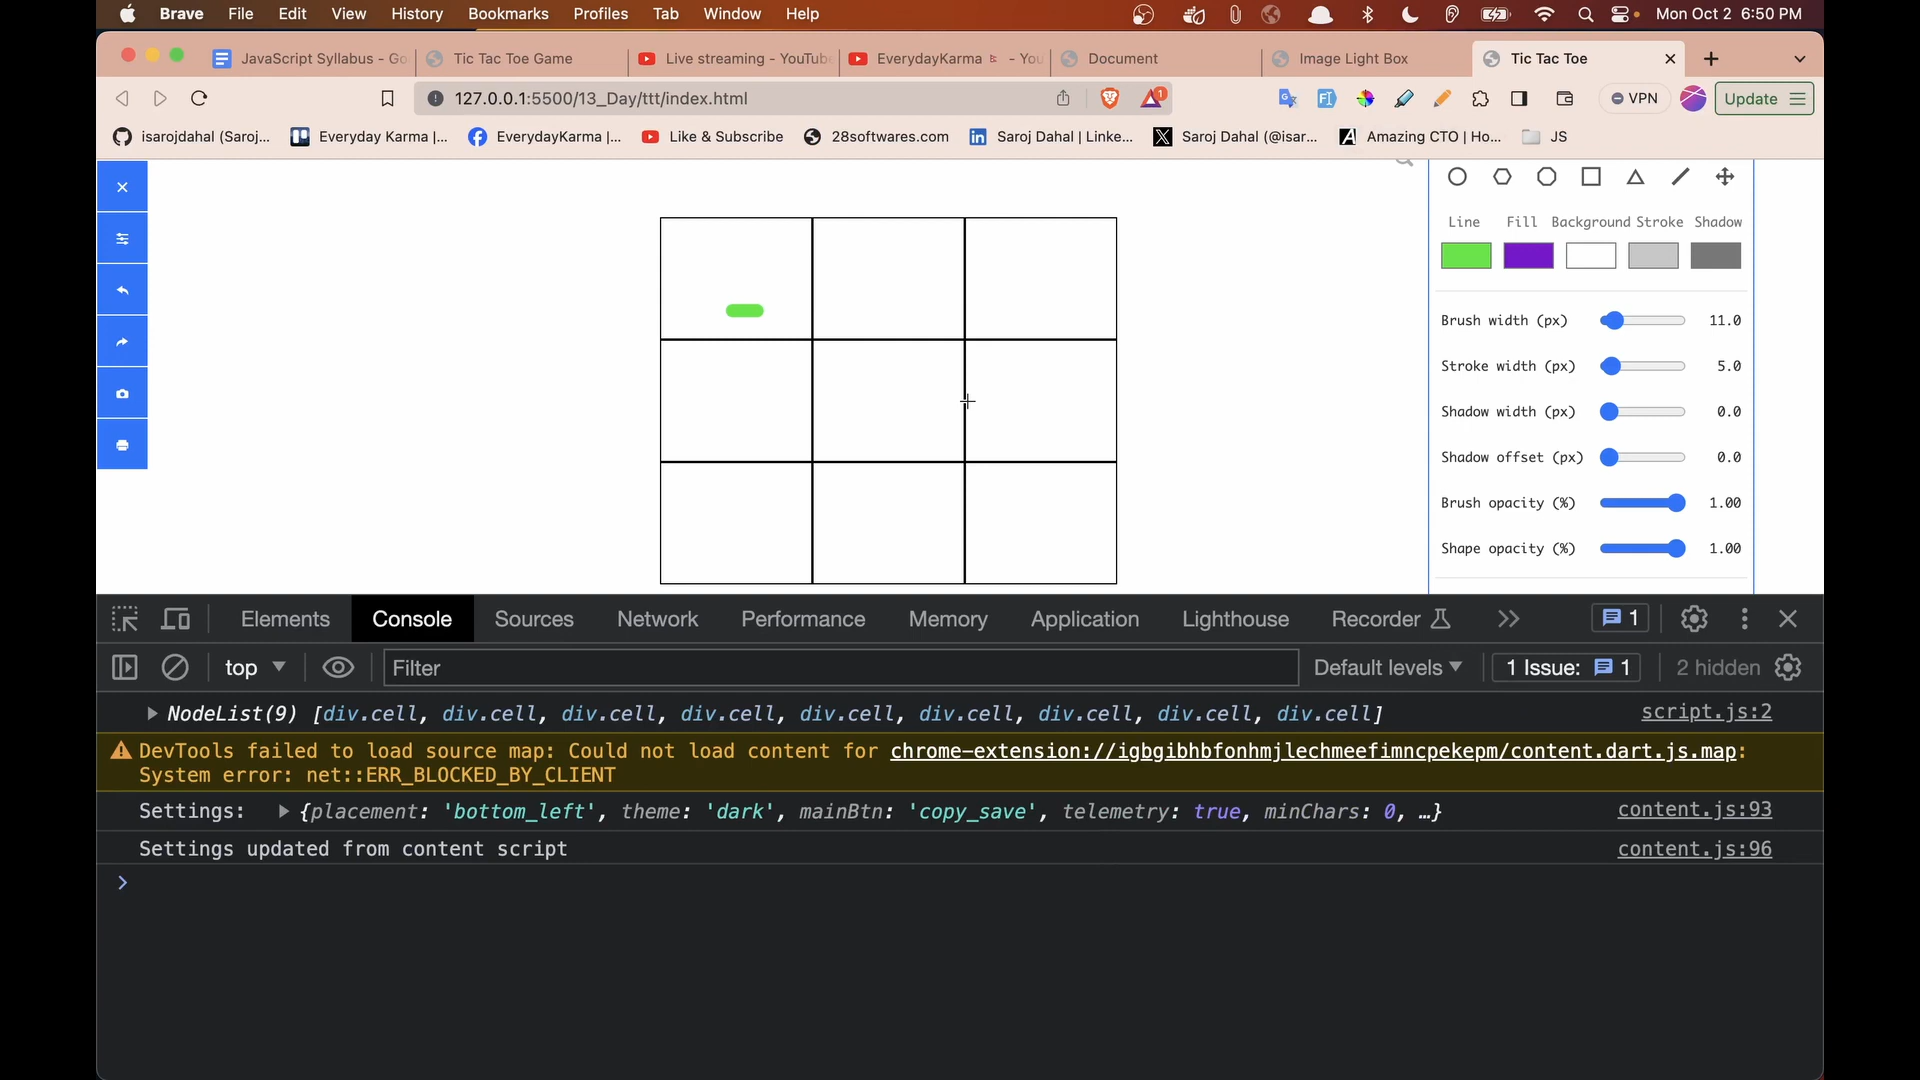 Brave File Edit View History Bookmarks Profiles Tab Window Help Mon Oct 2 6:50 PM
JavaScript Syllabus - Go Tic Tac Toe Game Live streaming - YouTube EverydayKarma - You Document Image Light Box Tic Tac Toe
127.0.0.1:5500/13_Day/ttt/index.html 1 VPN Update
isarojdahal (Saroj... Everyday Karma |... EverydayKarma |... Like & Subscribe 28softwares.com Saroj Dahal | Linke... Saroj Dahal (@isar... Amazing CTO | Ho... JS
Line Fill Background Stroke Shadow
Brush width (px) 11.0
Stroke width (px) 5.0
Shadow width (px) 0.0
Shadow offset (px) 0.0
Brush opacity (%) 1.00
Shape opacity (%) 1.00
Elements Console Sources Network Performance Memory Application Lighthouse Recorder 1
top Filter Default levels 1 Issue: 1 2 hidden
NodeList(9) [div.cell, div.cell, div.cell, div.cell, div.cell, div.cell, div.cell, div.cell, div.cell] script.js:2
DevTools failed to load source map: Could not load content for chrome-extension://igbgibhbfonhmjlechmeefimncpekepm/content.dart.js.map:
System error: net::ERR_BLOCKED_BY_CLIENT
Settings: {placement: 'bottom_left', theme: 'dark', mainBtn: 'copy_save', telemetry: true, minChars: 0, …} content.js:93
Settings updated from content script content.js:96